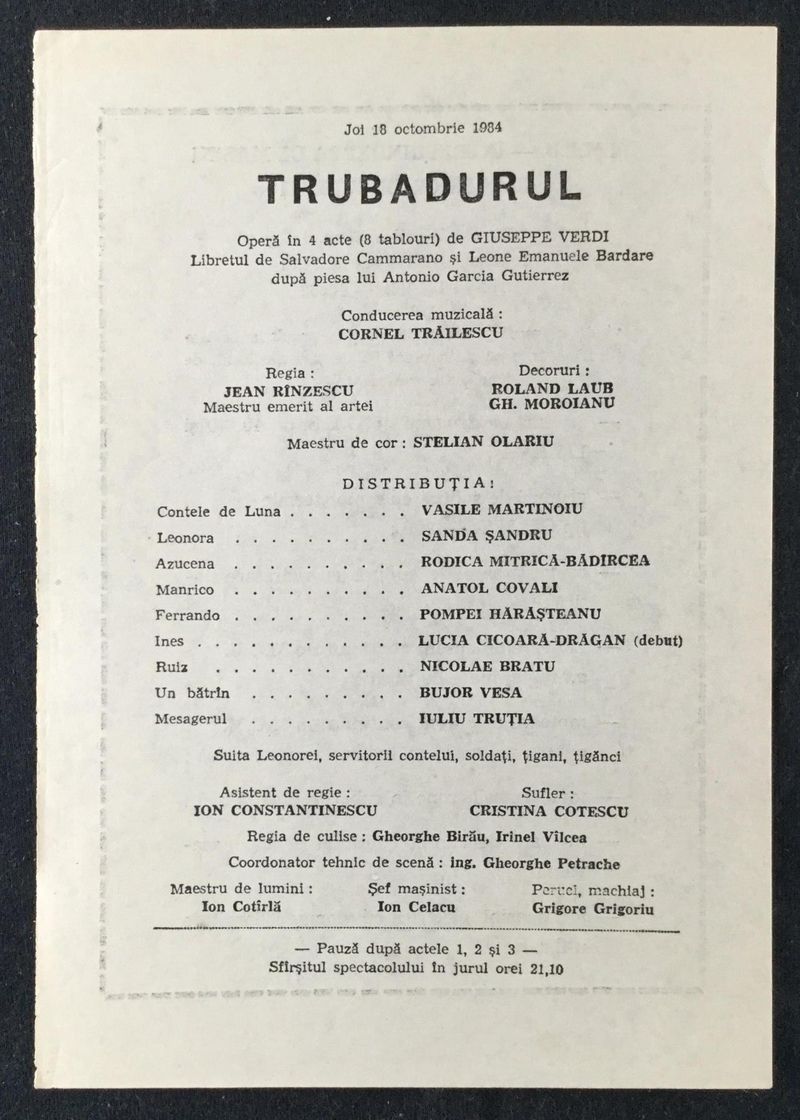 Joi 18 octombrie 1984
TRUBADURUL
Operă în 4 acte (8 tablouri) de GIUSEPPE VERDI
Libretul de Salvadore Cammarano și Leone Emanuele Bardare
după piesa lui Antonio Garcia Gutierrez
Conducerea muzicală :
CORNEL TRĂILESCU
Regia :
JEAN RÎNZESCU
Maestru emerit al artei
Decoruri :
ROLAND LAUB
GH. MOROIANU
Maestru de cor : STELIAN OLARIU
DISTRIBUȚIA:
Contele de Luna . . . . . . . VASILE MARTINOIU
Leonora . . . . . . . . . . SANDA ȘANDRU
Azucena . . . . . . . . . . RODICA MITRICĂ-BĂDÎRCEA
Manrico . . . . . . . . . . ANATOL COVALI
Ferrando . . . . . . . . . . POMPEI HĂRĂȘTEANU
Ines . . . . . . . . . . . . LUCIA CICOARĂ-DRĂGAN (debut)
Ruiz . . . . . . . . . . . NICOLAE BRATU
Un bătrîn . . . . . . . . . BUJOR VESA
Mesagerul . . . . . . . . . IULIU TRUȚIA
Suita Leonorei, servitorii contelui, soldați, țigani, țigănci
Asistent de regie :
ION CONSTANTINESCU
Sufler :
CRISTINA COTESCU
Regia de culise : Gheorghe Birău, Irinel Vîlcea
Coordonator tehnic de scenă : ing. Gheorghe Petrache
Maestru de lumini :
Ion Cotîrlă
Șef mașinist :
Ion Celacu
Peruci, machiaj :
Grigore Grigoriu
— Pauză după actele 1, 2 și 3 —
Sfîrșitul spectacolului în jurul orei 21,10